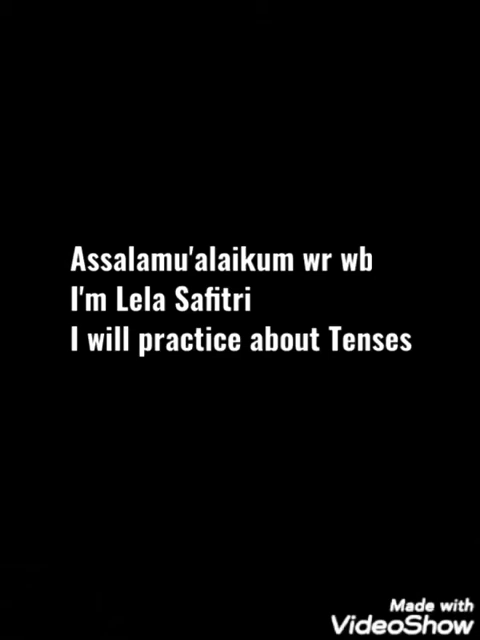 Assalamu'alaikum wr wb
I'm Lela Safitri
I will practice about Tenses
Made with
VideoShow